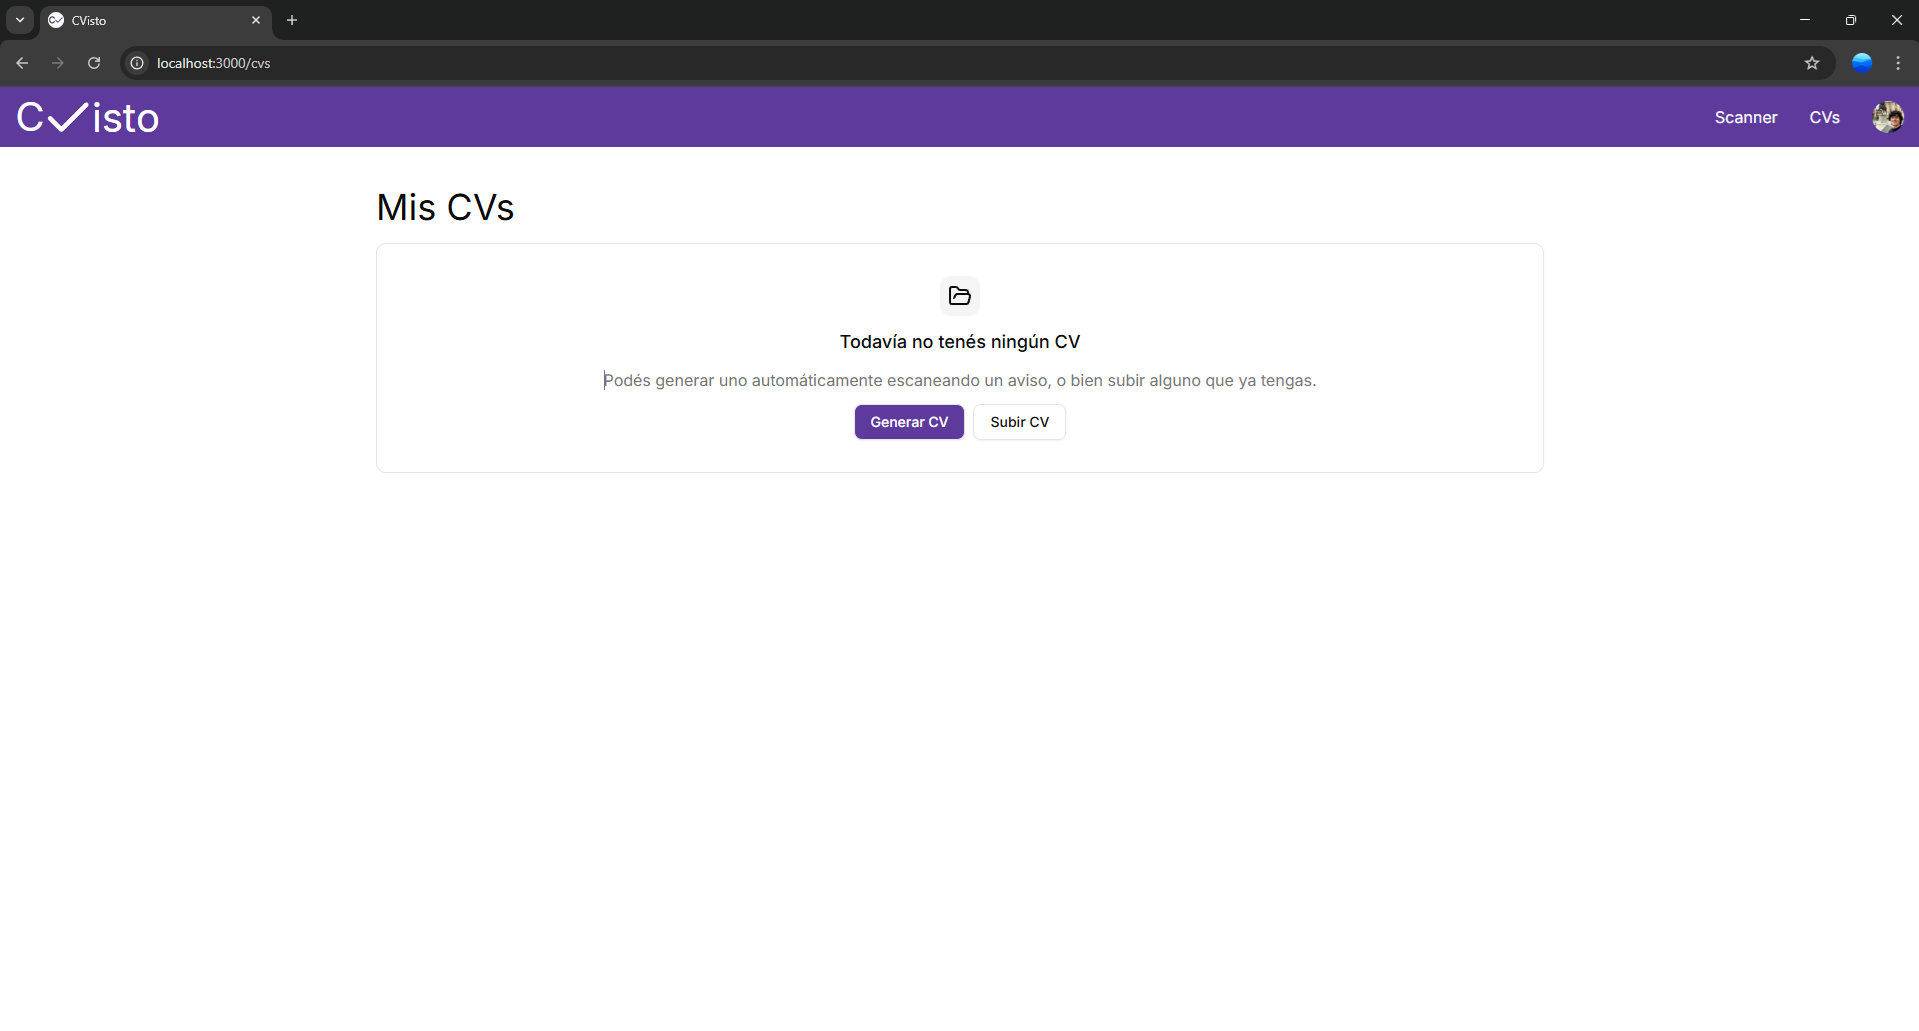 CVisto
localhost:3000/cvs
C✓isto
Scanner
CVs
Mis CVs
Todavía no tenés ningún CV
Podés generar uno automáticamente escaneando un aviso, o bien subir alguno que ya tengas.
Generar CV
Subir CV